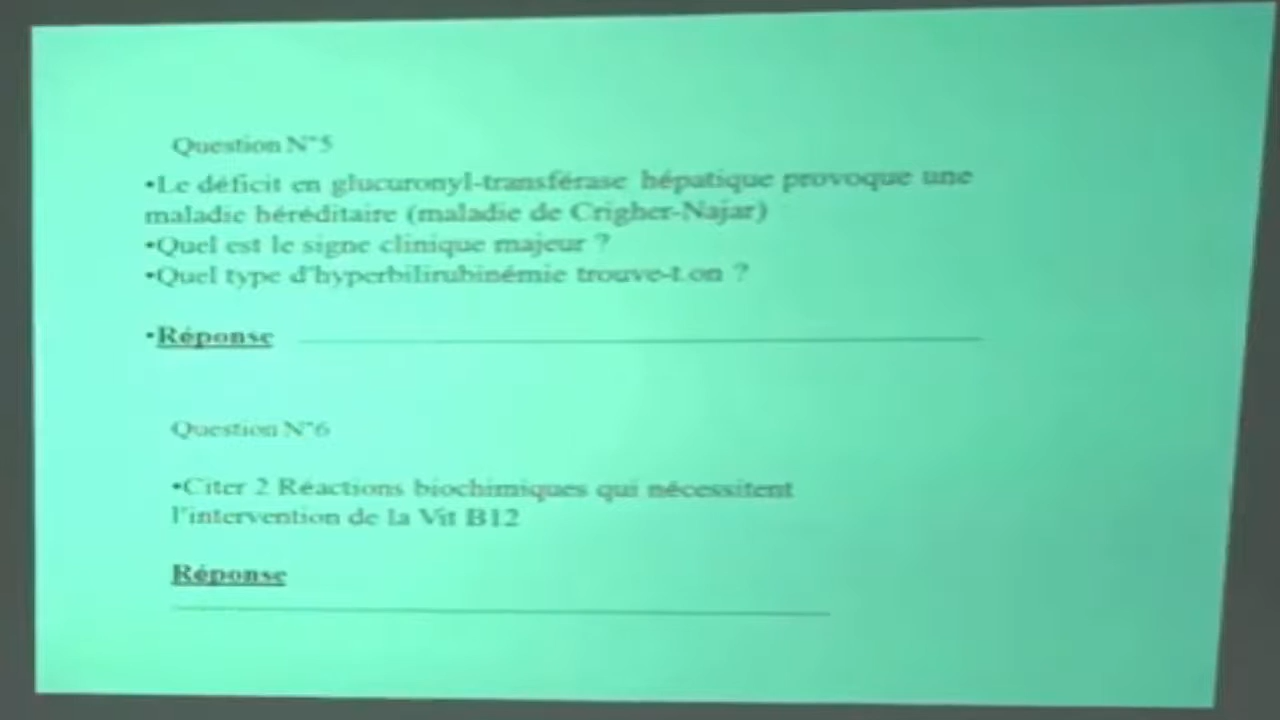 Question N°5
•Le déficit en glucuronyl-transférase hépatique provoque une
maladie héréditaire (maladie de Crigher-Najar)
•Quel est le signe clinique majeur ?
•Quel type d'hyperbilirubinémie trouve-t.on ?
•Réponse
Question N°6
•Citer 2 Réactions biochimiques qui nécessitent
l'intervention de la Vit B12
Réponse